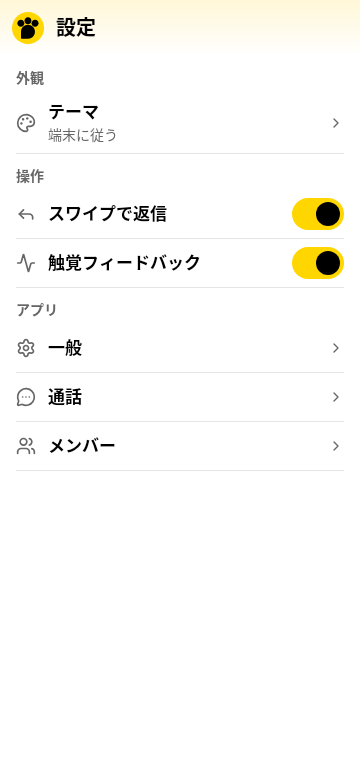 設定
外観
テーマ
端末に従う
操作
スワイプで返信
触覚フィードバック
アプリ
一般
通話
メンバー